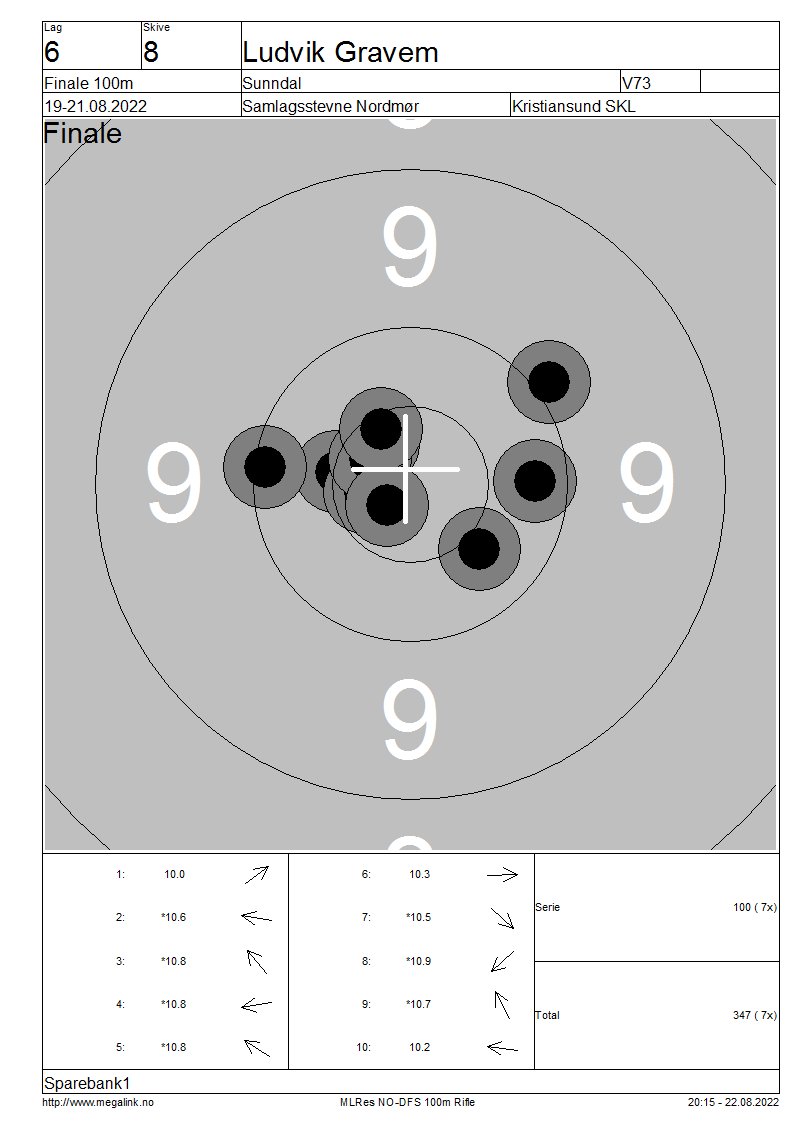 Lag Skive
6 8 Ludvik Gravem
Finale 100m Sunndal V73
19-21.08.2022 Samlagsstevne Nordmør Kristiansund SKL
Finale
9
9 9
9
9
1: 10.0 6: 10.3
2: *10.6 7: *10.5
Serie 100 ( 7x)
3: *10.8 8: *10.9
4: *10.8 9: *10.7
Total 347 ( 7x)
5: *10.8 10: 10.2
Sparebank1
http://www.megalink.no MLRes NO-DFS 100m Rifle 20:15 - 22.08.2022